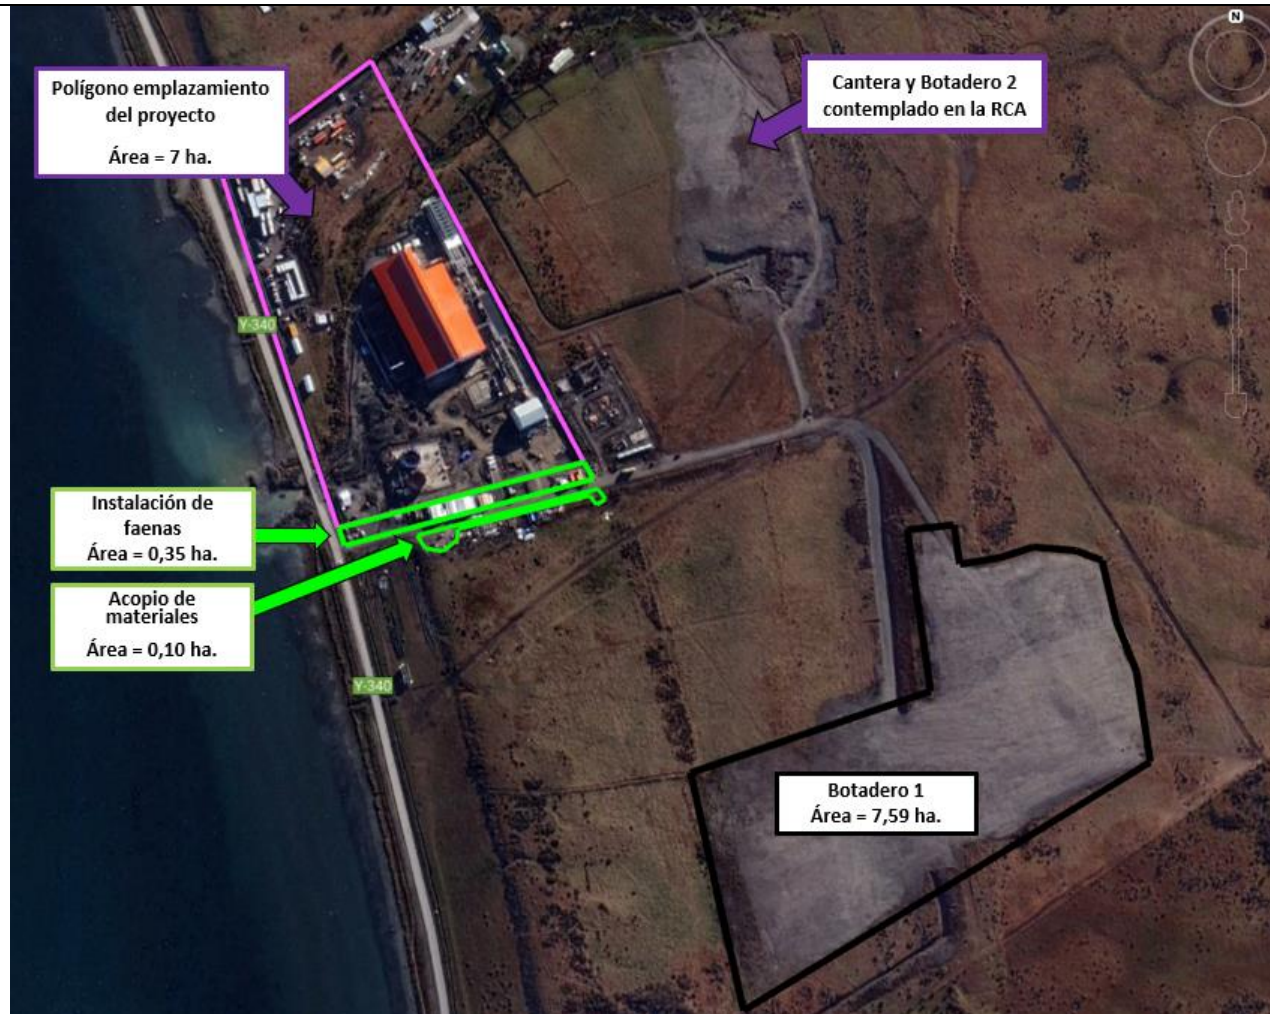 N
Polígono emplazamiento
del proyecto
Área = 7 ha.
Cantera y Botadero 2
contemplado en la RCA
Y-340
Instalación de
faenas
Área = 0,35 ha.
Acopio de
materiales
Área = 0,10 ha.
Y-340
Botadero 1
Área = 7,59 ha.